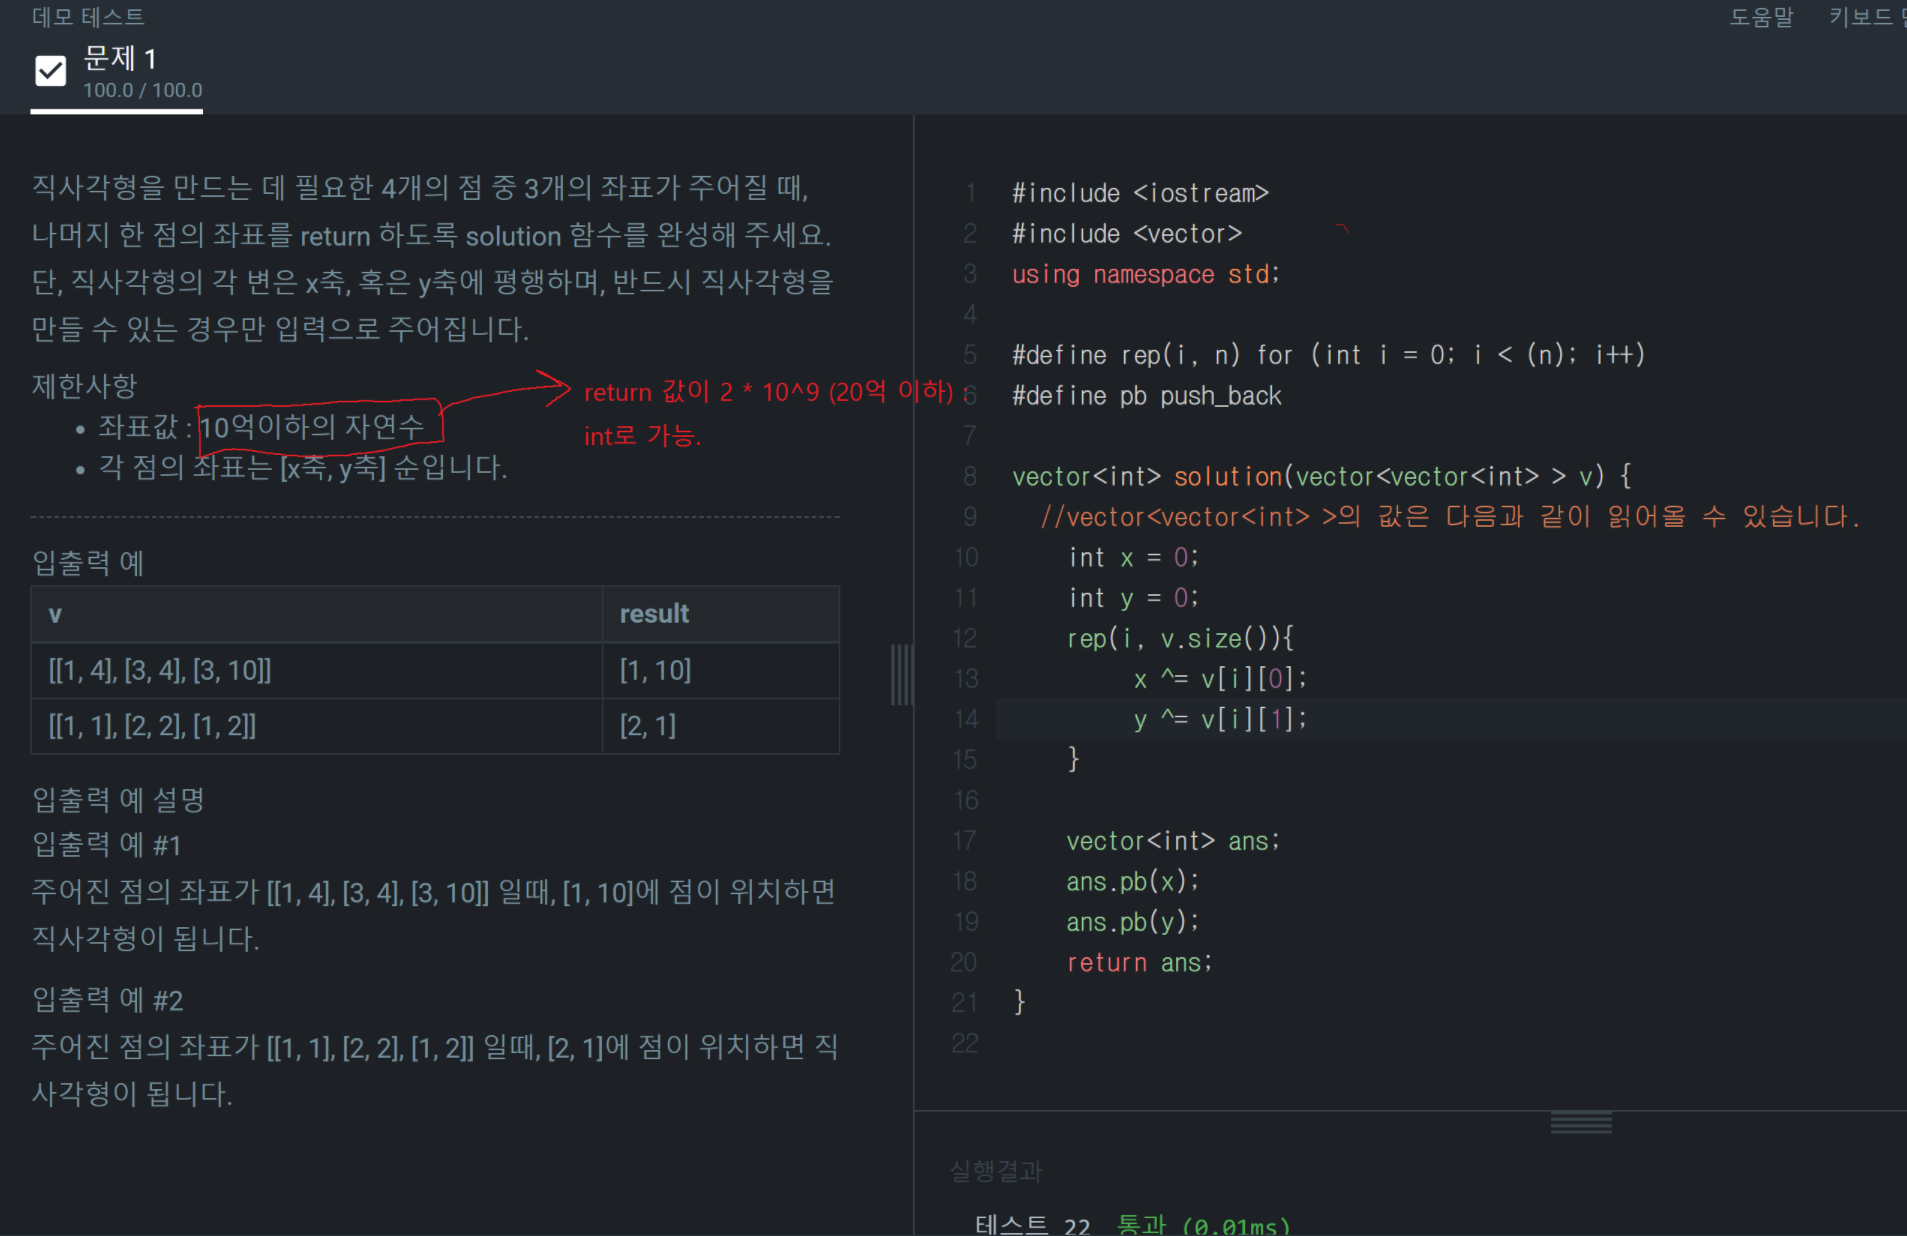 데모 테스트
도움말
키보드
문제 1
100.0 / 100.0
직사각형을 만드는 데 필요한 4개의 점 중 3개의 좌표가 주어질 때,
나머지 한 점의 좌표를 return 하도록 solution 함수를 완성해 주세요.
단, 직사각형의 각 변은 x축, 혹은 y축에 평행하며, 반드시 직사각형을
만들 수 있는 경우만 입력으로 주어집니다.
제한사항
• 좌표값 : 10억이하의 자연수
• 각 점의 좌표는 [x축, y축] 순입니다.
return 값이 2 * 10^9 (20억 이하) :
int로 가능.
입출력 예
v result
[[1, 4], [3, 4], [3, 10]] [1, 10]
[[1, 1], [2, 2], [1, 2]] [2, 1]
입출력 예 설명
입출력 예 #1
주어진 점의 좌표가 [[1, 4], [3, 4], [3, 10]] 일때, [1, 10]에 점이 위치하면
직사각형이 됩니다.
입출력 예 #2
주어진 점의 좌표가 [[1, 1], [2, 2], [1, 2]] 일때, [2, 1]에 점이 위치하면 직
사각형이 됩니다.
1 #include <iostream>
2 #include <vector>
3 using namespace std;
4
5 #define rep(i, n) for (int i = 0; i < (n); i++)
6 #define pb push_back
7
8 vector<int> solution(vector<vector<int> > v) {
9 //vector<vector<int> >의 값은 다음과 같이 읽어올 수 있습니다.
10 int x = 0;
11 int y = 0;
12 rep(i, v.size()){
13 x ^= v[i][0];
14 y ^= v[i][1];
15 }
16
17 vector<int> ans;
18 ans.pb(x);
19 ans.pb(y);
20 return ans;
21 }
22
실행결과
테스트 22 통과 (0.01ms)